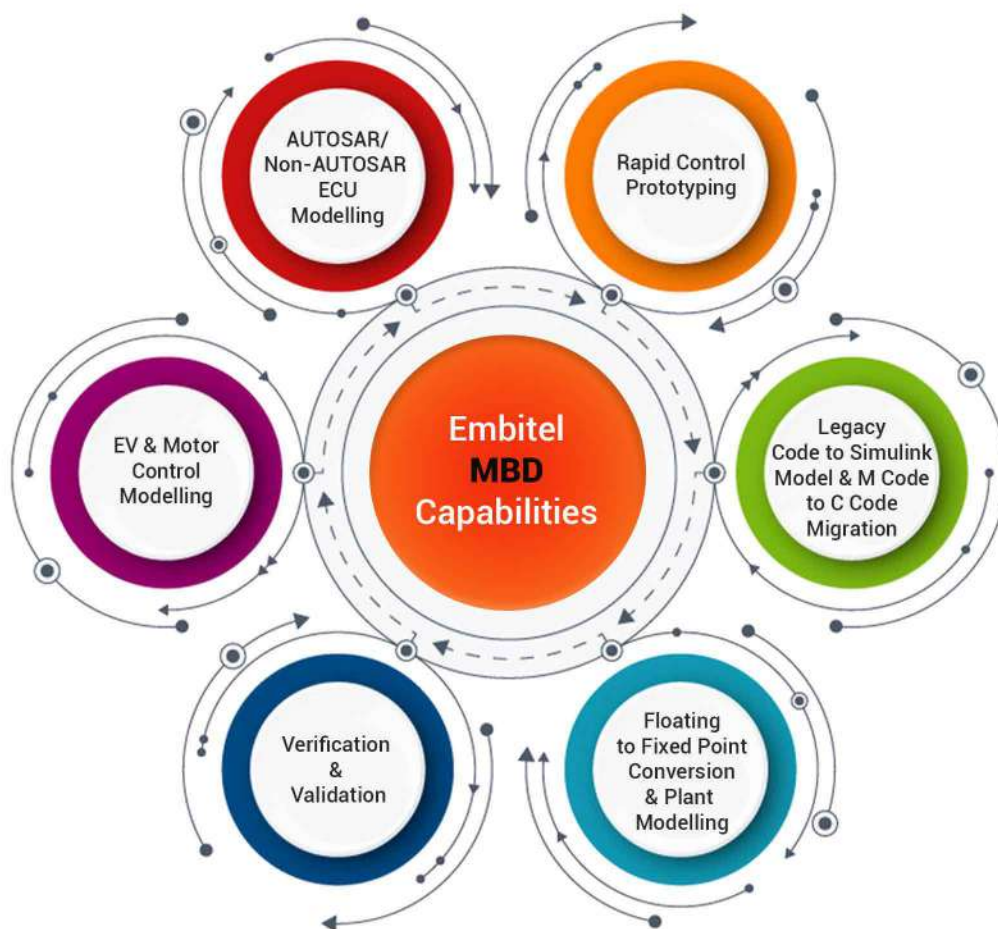 AUTOSAR/
Non-AUTOSAR
ECU
Modelling
Rapid Control
Prototyping
EV & Motor
Control
Modelling
Embitel
MBD
Capabilities
Legacy
Code to Simulink
Model & M Code
to C Code
Migration
Verification
&
Validation
Floating
to Fixed Point
Conversion
& Plant
Modelling